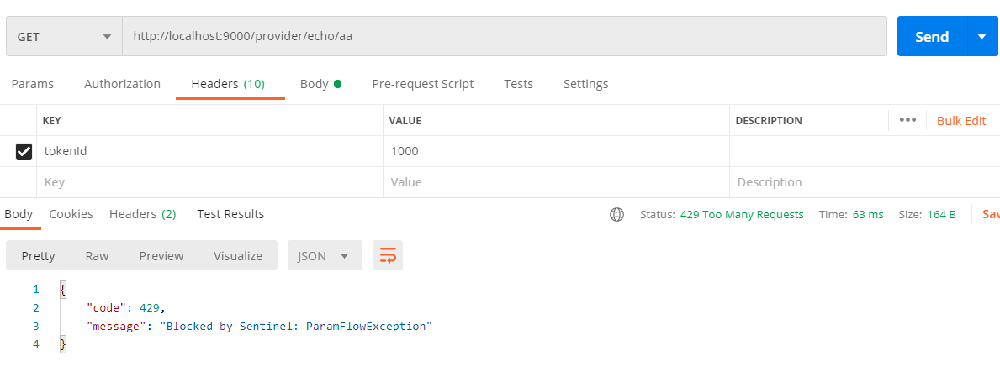 GET http://localhost:9000/provider/echo/aa Send
Params Authorization Headers (10) Body Pre-request Script Tests Settings
KEY VALUE DESCRIPTION ••• Bulk Edit
tokenId 1000
Key Value Description
Body Cookies Headers (2) Test Results Status: 429 Too Many Requests Time: 63 ms Size: 164 B Sav
Pretty Raw Preview Visualize JSON
1 {
2 "code": 429,
3 "message": "Blocked by Sentinel: ParamFlowException"
4 }